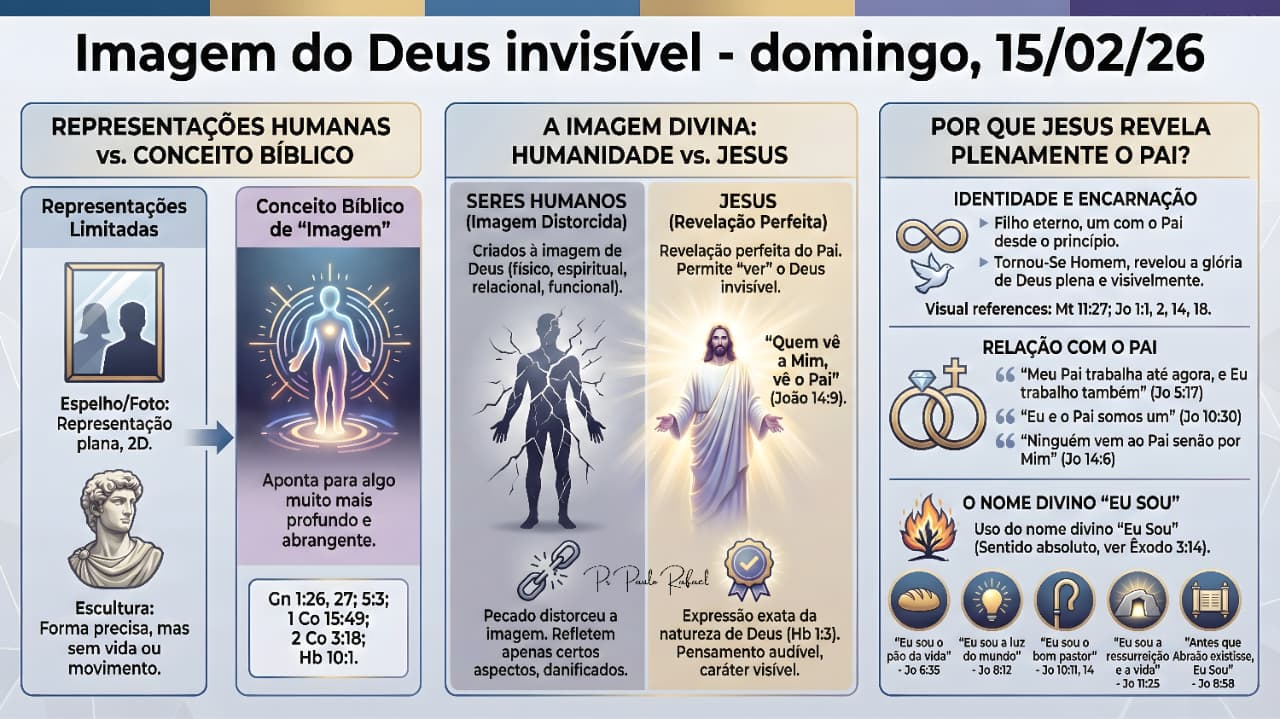 Imagem do Deus invisível - domingo, 15/02/26
REPRESENTAÇÕES HUMANAS
vs. CONCEITO BÍBLICO
Representações
Limitadas
Espelho/Foto:
Representação
plana, 2D.
Escultura:
Forma precisa, mas
sem vida ou
movimento.
Conceito Bíblico
de “Imagem”
Aponta para algo
muito mais
profundo e
abrangente.
Gn 1:26, 27; 5:3;
1 Co 15:49;
2 Co 3:18;
Hb 10:1.
A IMAGEM DIVINA:
HUMANIDADE vs. JESUS
SERES HUMANOS
(Imagem Distorcida)
Criados à imagem de
Deus (físico, espiritual,
relacional, funcional).
Pecado distorceu a
imagem. Refletem
apenas certos
aspectos, danificados.
JESUS
(Revelação Perfeita)
Revelação perfeita do Pai.
Permite “ver” o Deus
invisível.
“Quem vê
a Mim,
vê o Pai”
(João 14:9).
Ps Paulo Rafael
Expressão exata da
natureza de Deus (Hb 1:3).
Pensamento audível,
caráter visível.
POR QUE JESUS REVELA
PLENAMENTE O PAI?
IDENTIDADE E ENCARNAÇÃO
Filho eterno, um com o Pai
desde o princípio.
Tornou-Se Homem, revelou a glória
de Deus plena e visivelmente.
Visual references: Mt 11:27; Jo 1:1, 2, 14, 18.
RELAÇÃO COM O PAI
“Meu Pai trabalha até agora, e Eu
trabalho também” (Jo 5:17)
“Eu e o Pai somos um” (Jo 10:30)
“Ninguém vem ao Pai senão por
Mim” (Jo 14:6)
O NOME DIVINO “EU SOU”
Uso do nome divino “Eu Sou”
(Sentido absoluto, ver Êxodo 3:14).
“Eu sou o
pão da vida”
- Jo 6:35
“Eu sou a luz
do mundo”
- Jo 8:12
“Eu sou o
bom pastor”
- Jo 10:11, 14
“Eu sou a
ressurreição
e a vida”
- Jo 11:25
“Antes que
Abraão existisse,
Eu Sou”
- Jo 8:58